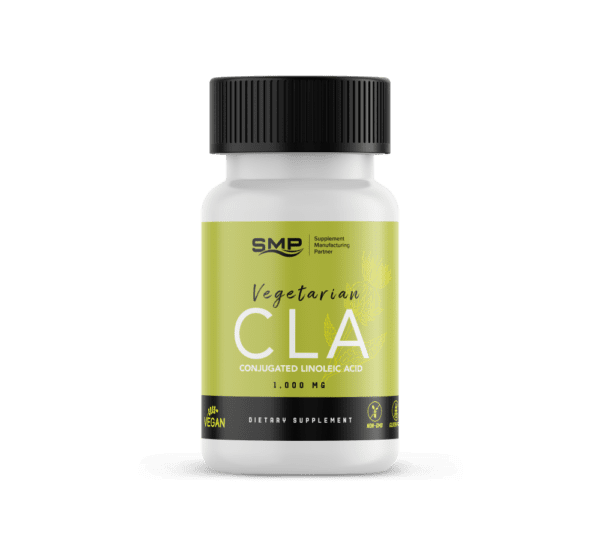 SMP
Supplement
Manufacturing
Partner
Vegetarian
CLA
CONJUGATED LINOLEIC ACID
1,000 MG
VEGAN
DIETARY SUPPLEMENT
NON-GMO